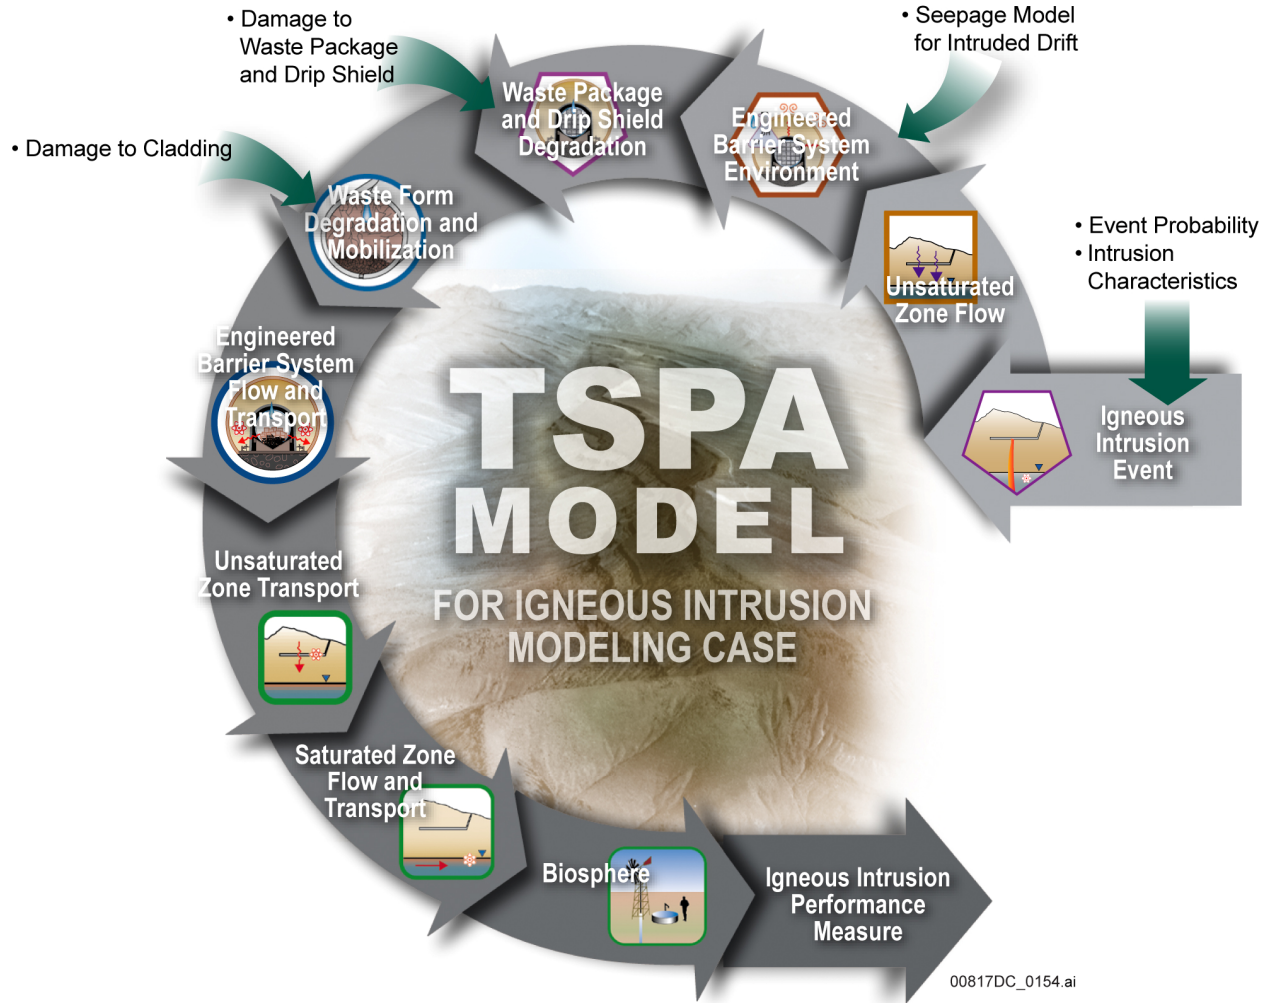 • Damage to
Waste Package
and Drip Shield
• Seepage Model
for Intruded Drift
• Damage to Cladding
• Event Probability
• Intrusion
Characteristics
Waste Package
and Drip Shield
Degradation
Engineered
Barrier System
Environment
Waste Form
Degradation and
Mobilization
Unsaturated
Zone Flow
Engineered
Barrier System
Flow and
Transport
Igneous
Intrusion
Event
TSPA
MODEL
FOR IGNEOUS INTRUSION
MODELING CASE
Unsaturated
Zone Transport
Saturated Zone
Flow and
Transport
Biosphere
Igneous Intrusion
Performance
Measure
00817DC_0154.ai